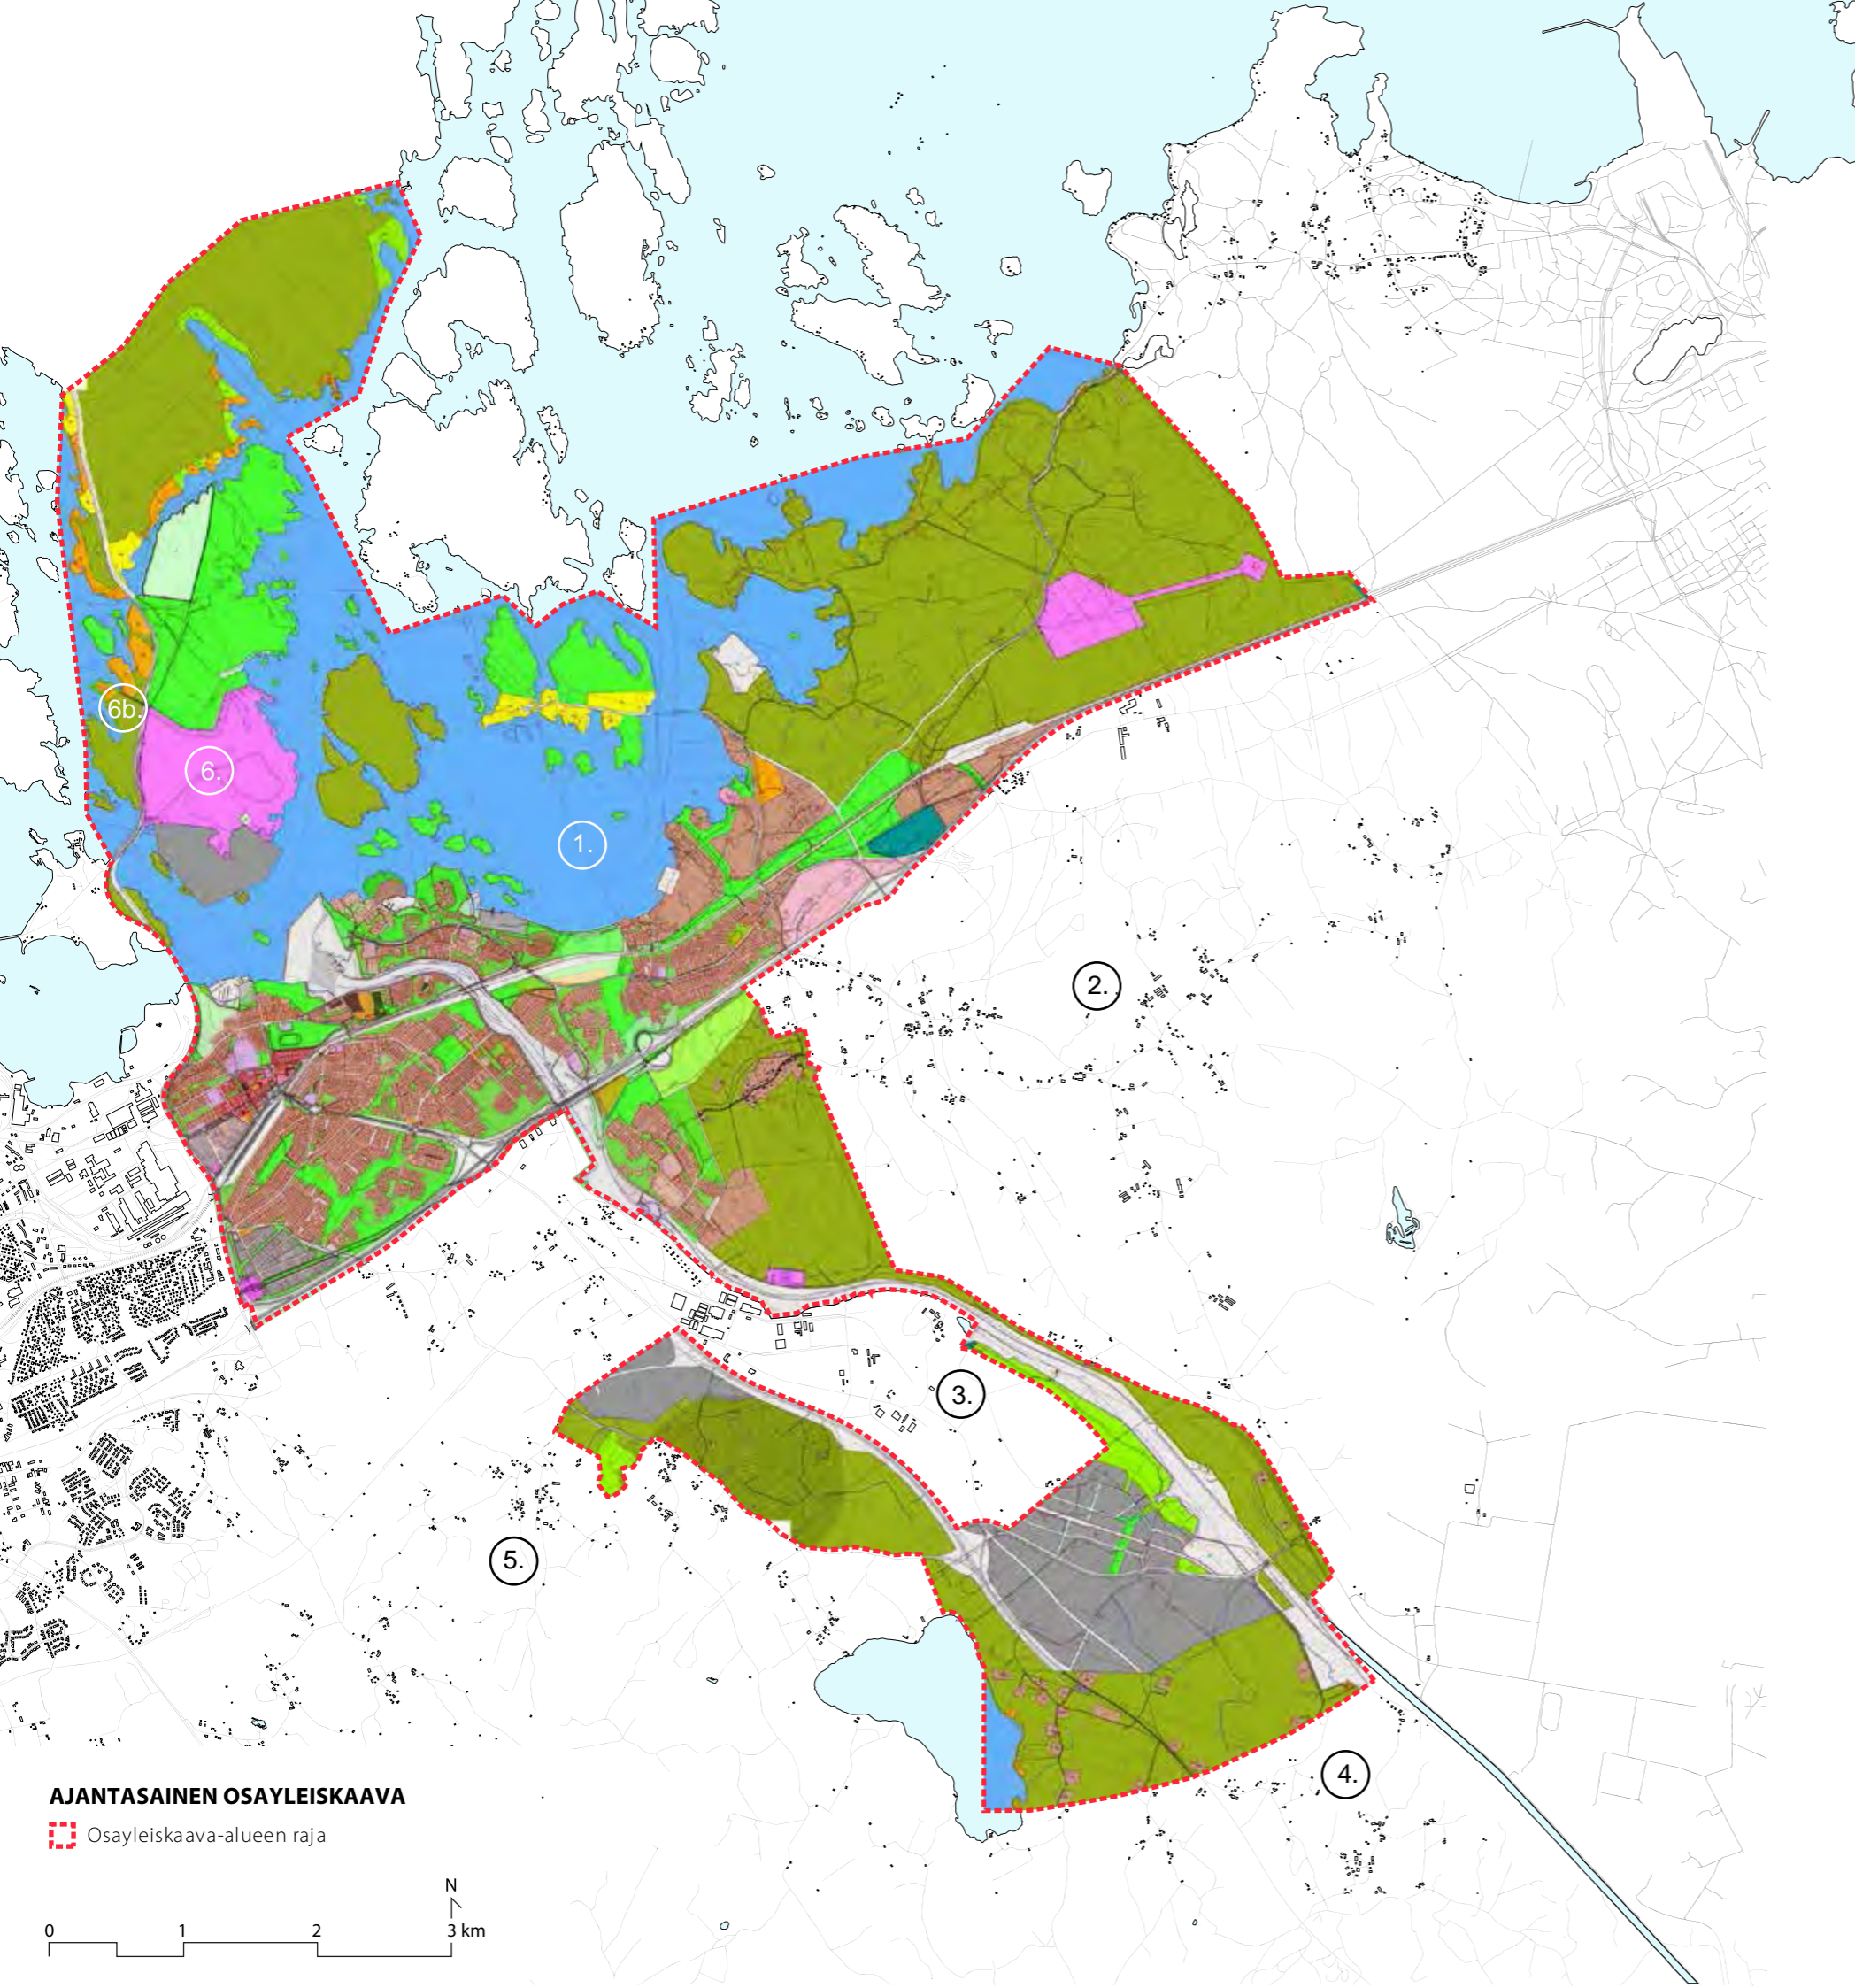 6b.
6.
1.
2.
3.
5.
4.
AJANTASAINEN OSAYLEISKAAVA
Osayleiskaava-alueen raja
N
0 1 2 3 km